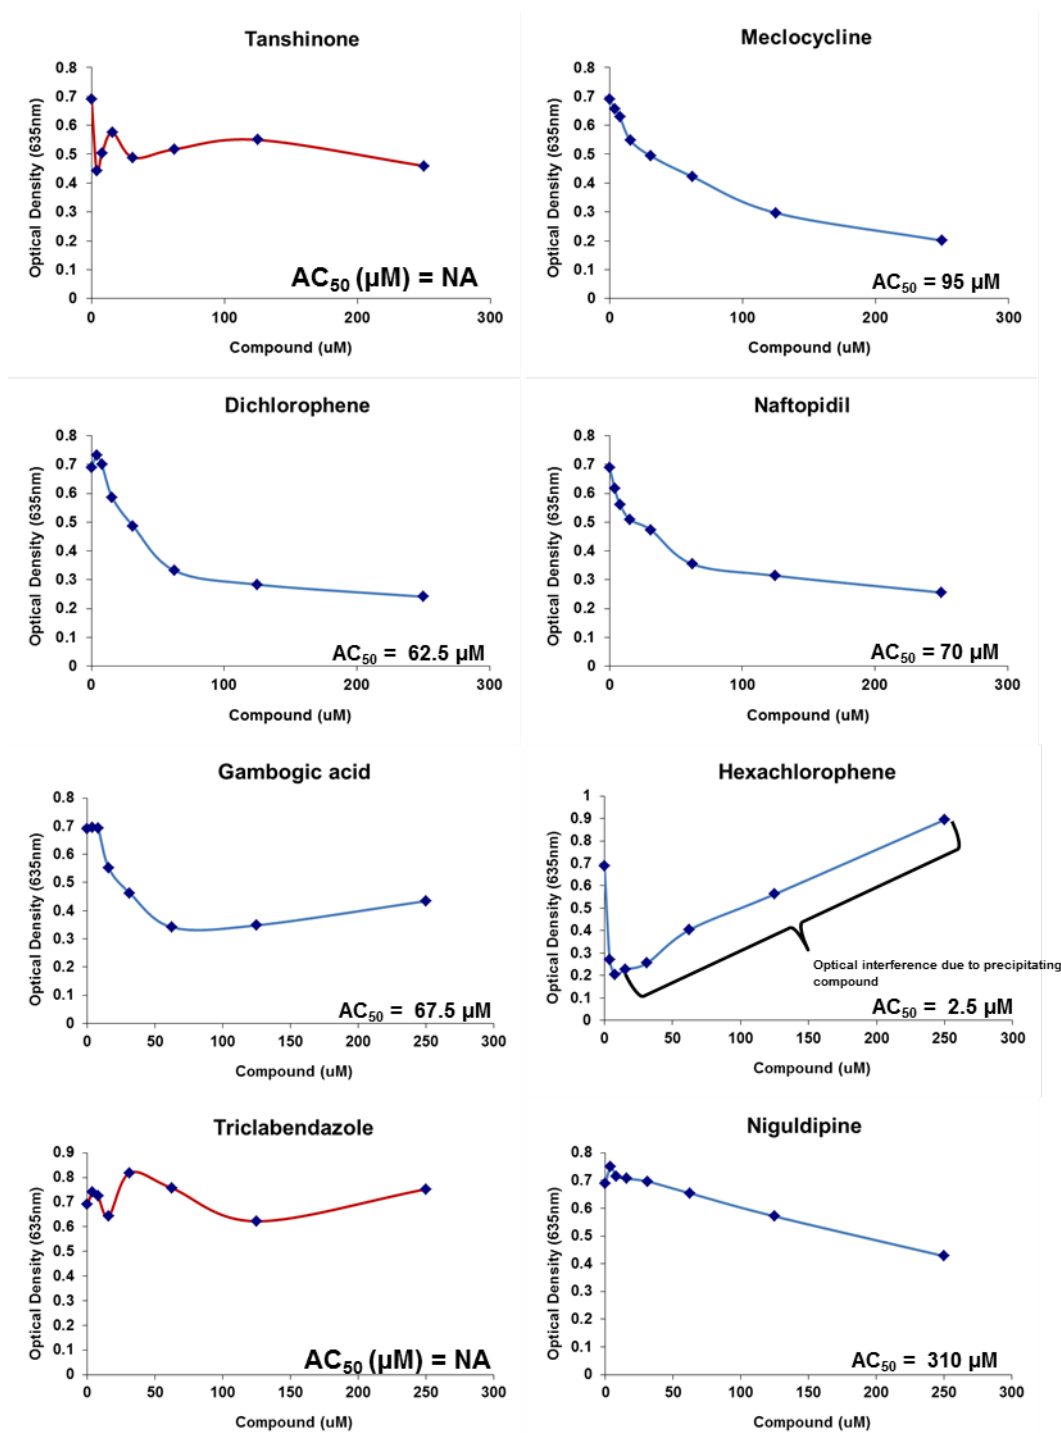 Tanshinone
Optical Density (635nm)
0.8
0.7
0.6
0.5
0.4
0.3
0.2
0.1
0
0 100 200 300
Compound (uM)
AC50 (µM) = NA
Meclocycline
Optical Density (635nm)
0.8
0.7
0.6
0.5
0.4
0.3
0.2
0.1
0
0 100 200 300
Compound (uM)
AC50 = 95 µM
Dichlorophene
Optical Density (635nm)
0.8
0.7
0.6
0.5
0.4
0.3
0.2
0.1
0
0 100 200 300
Compound (uM)
AC50 = 62.5 µM
Naftopidil
Optical Density (635nm)
0.8
0.7
0.6
0.5
0.4
0.3
0.2
0.1
0
0 100 200 300
Compound (uM)
AC50 = 70 µM
Gambogic acid
Optical Density (635nm)
0.8
0.7
0.6
0.5
0.4
0.3
0.2
0.1
0
0 50 100 150 200 250 300
Compound (uM)
AC50 = 67.5 µM
Hexachlorophene
Optical Density (635nm)
1
0.9
0.8
0.7
0.6
0.5
0.4
0.3
0.2
0.1
0
0 50 100 150 200 250 300
Compound (uM)
Optical interference due to precipitating
compound
AC50 = 2.5 µM
Triclabendazole
Optical Density (635nm)
0.9
0.8
0.7
0.6
0.5
0.4
0.3
0.2
0.1
0
0 50 100 150 200 250 300
Compound (uM)
AC50 (µM) = NA
Niguldipine
Optical Density (635nm)
0.8
0.7
0.6
0.5
0.4
0.3
0.2
0.1
0
0 50 100 150 200 250 300
Compound (uM)
AC50 = 310 µM